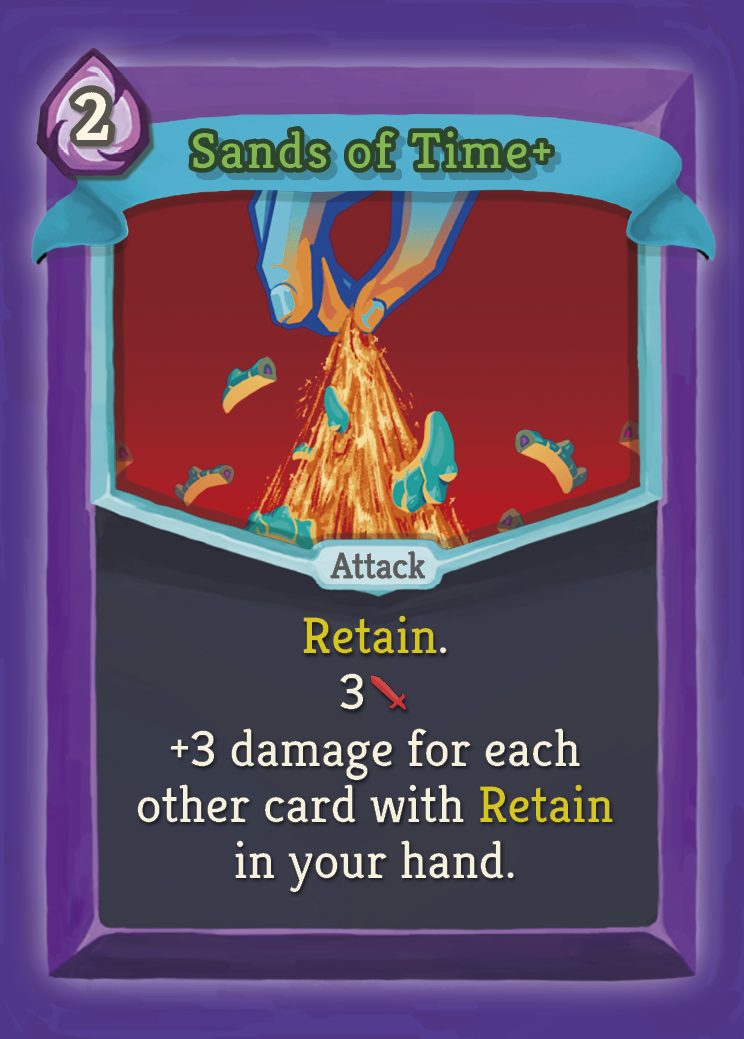 2
Sands of Time+
Attack
Retain.
3
+3 damage for each
other card with Retain
in your hand.